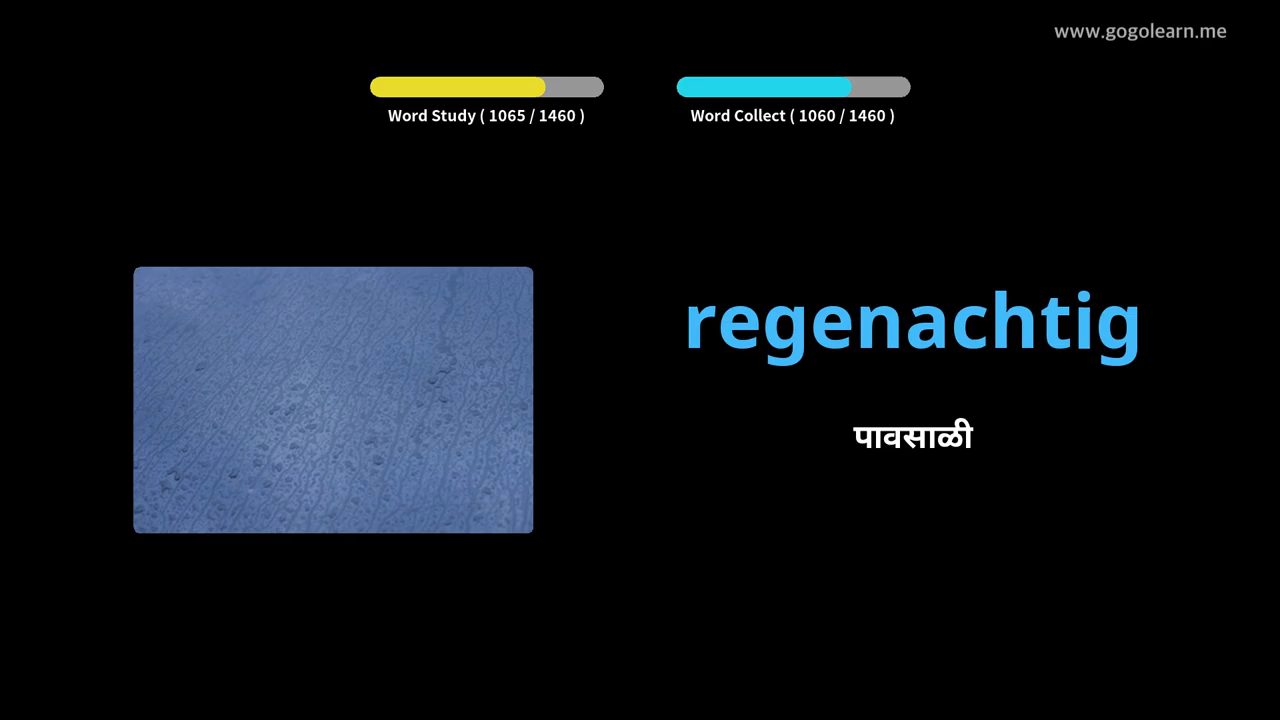 www.gogolearn.me
Word Study ( 1065 / 1460 )
Word Collect ( 1060 / 1460 )
regenachtig
पावसाळी